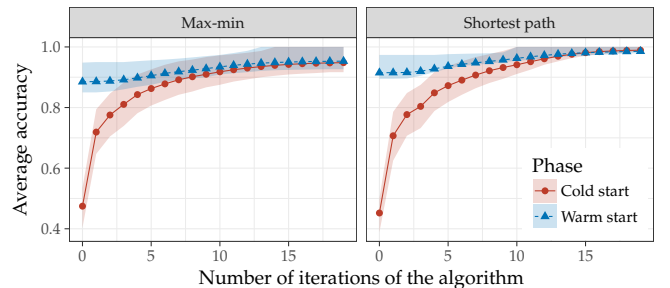 Max-min
Shortest path
Average accuracy
1.0
0.8
0.6
0.4
0 5 10 15
0 5 10 15
Number of iterations of the algorithm
Phase
Cold start
Warm start